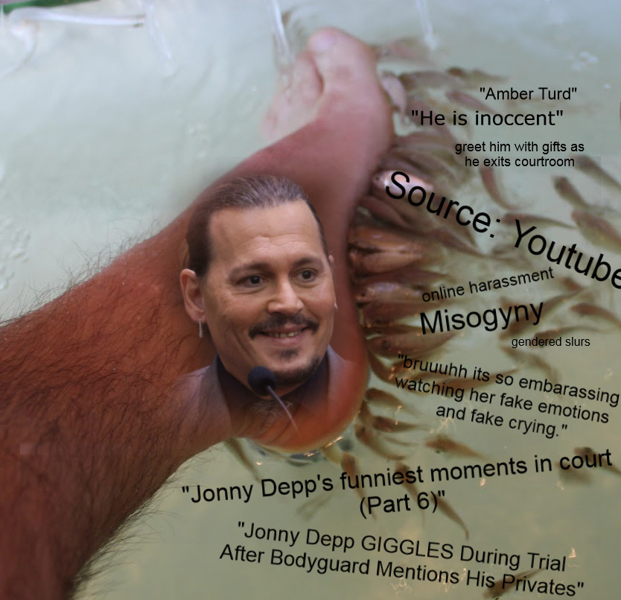 "Amber Turd"
"He is inoccent"
greet him with gifts as
he exits courtroom
Source: Youtube
online harassment
Misogyny
gendered slurs
"bruuuhh its so embarassing
watching her fake emotions
and fake crying."
"Jonny Depp's funniest moments in court
(Part 6)"
"Jonny Depp GIGGLES During Trial
After Bodyguard Mentions His Privates"